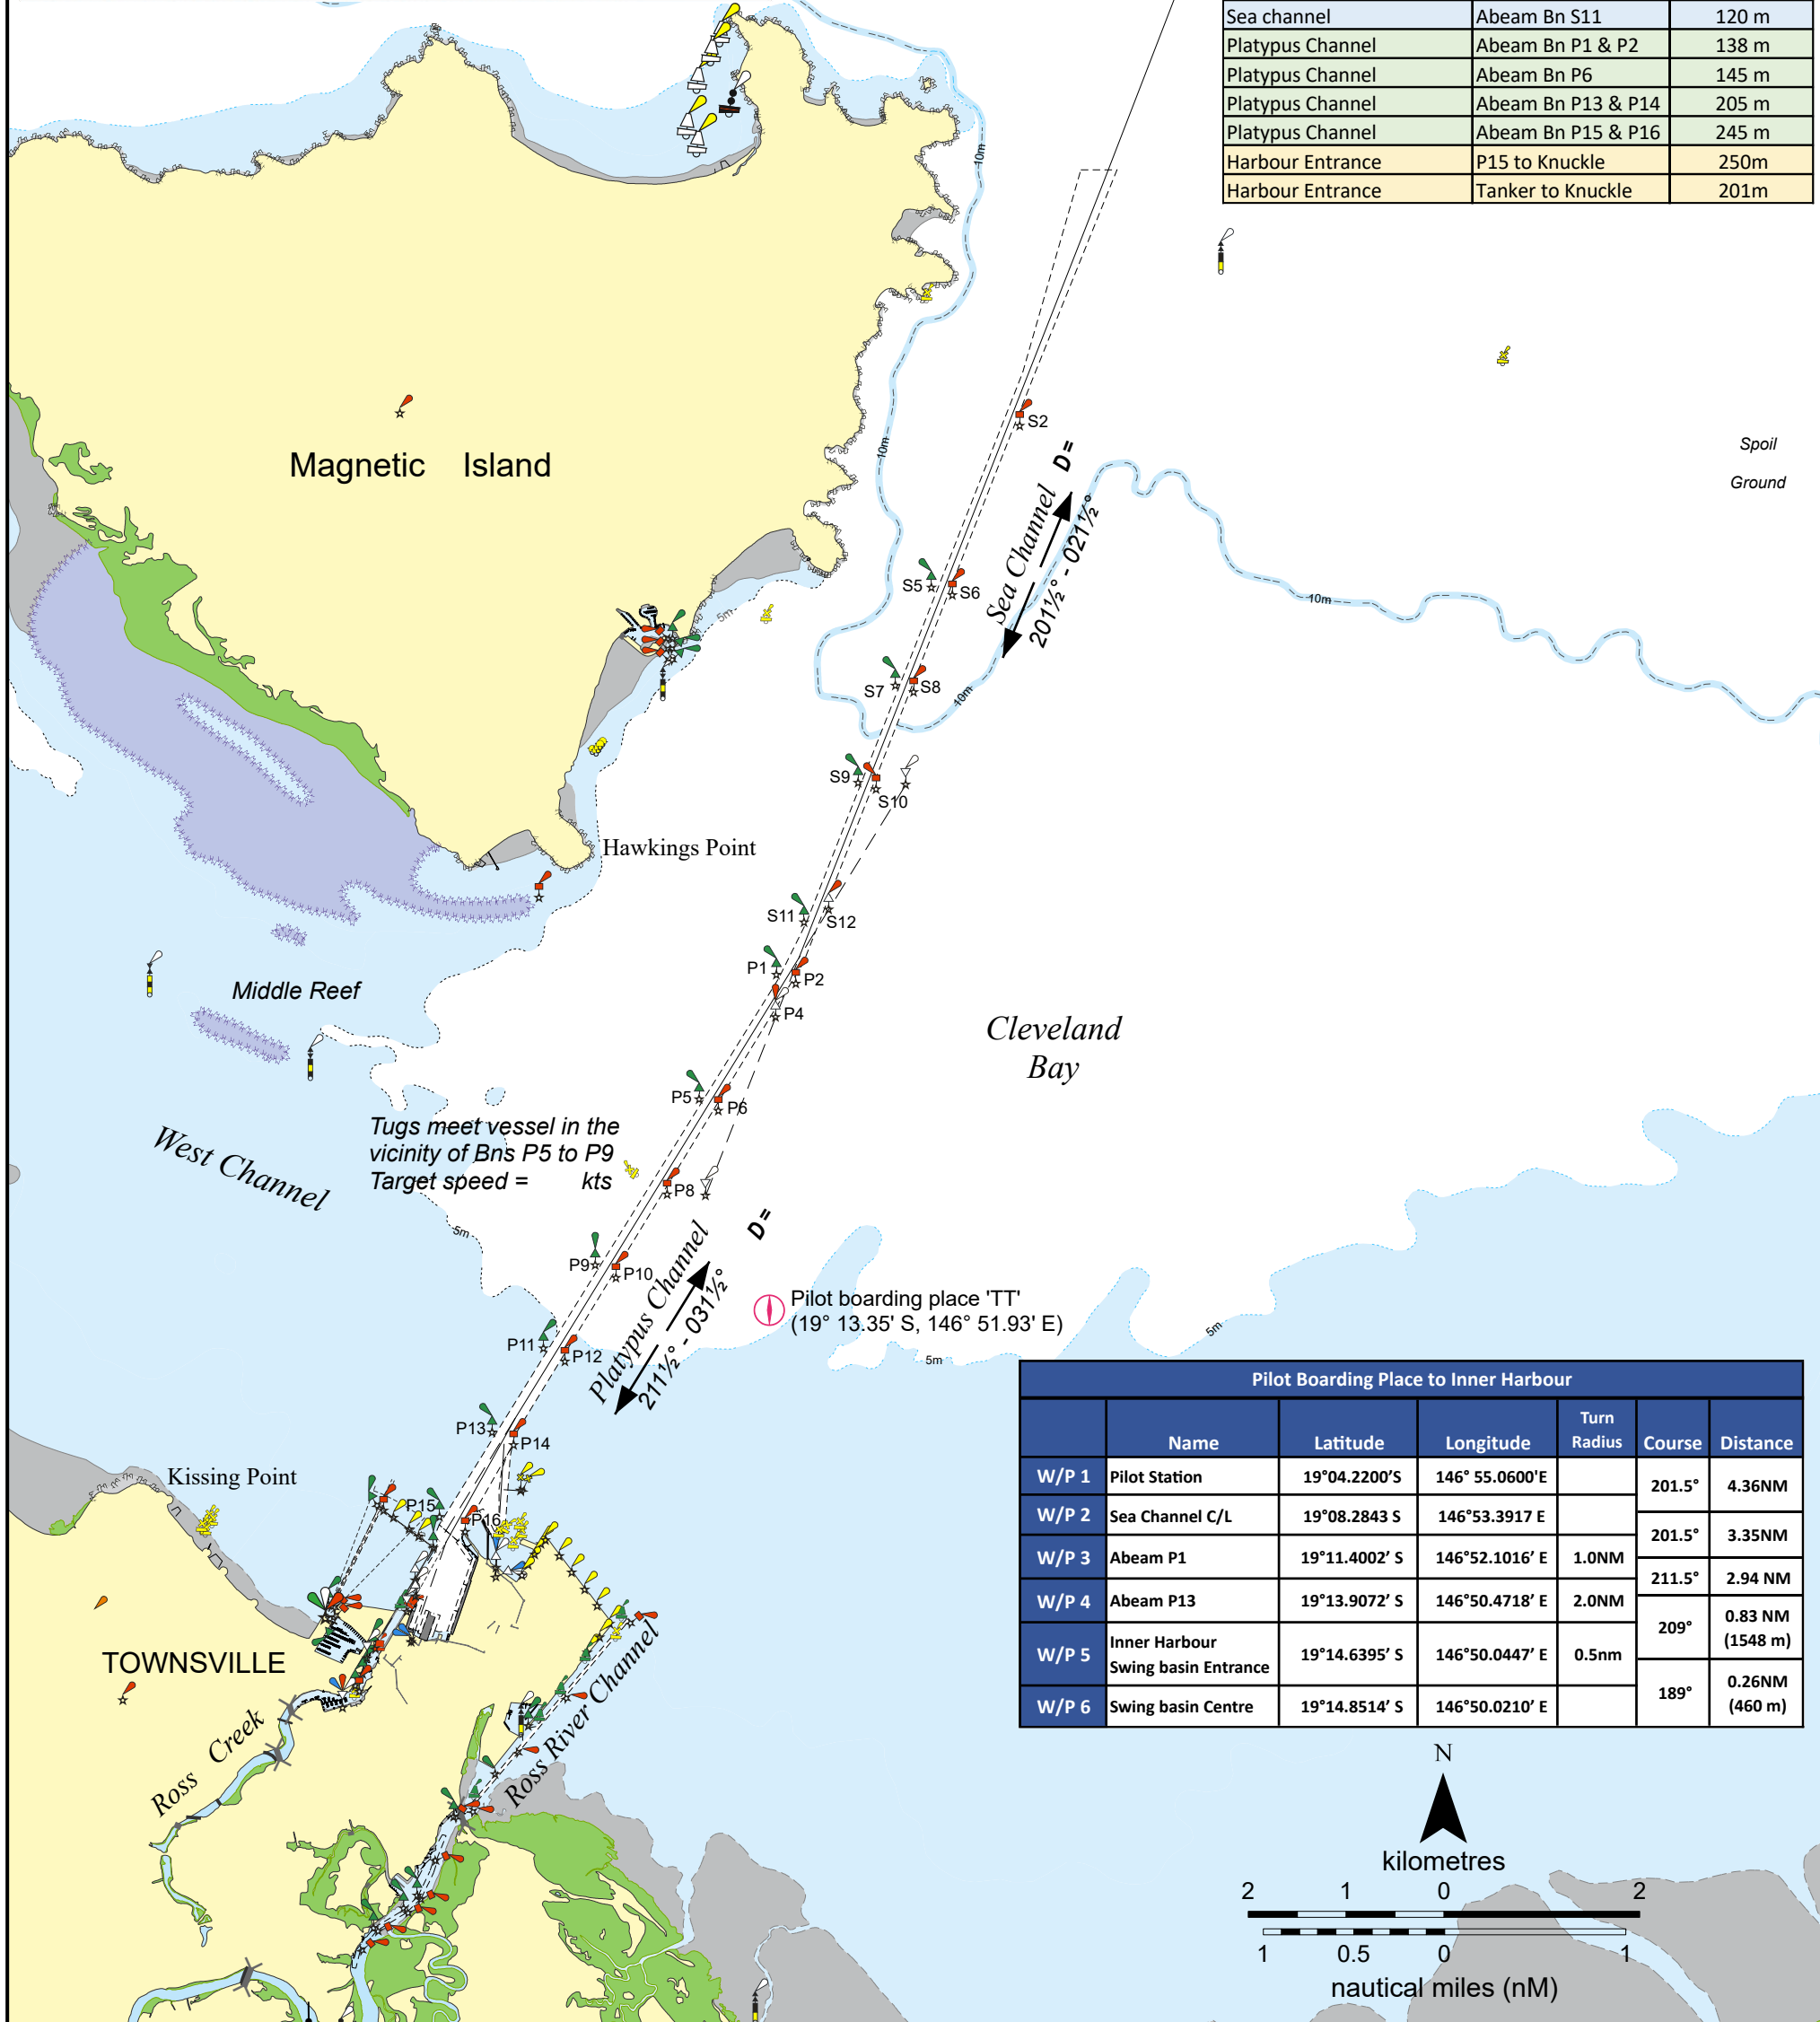 Sea channel Abeam Bn S11 120 m
Platypus Channel Abeam Bn P1 & P2 138 m
Platypus Channel Abeam Bn P6 145 m
Platypus Channel Abeam Bn P13 & P14 205 m
Platypus Channel Abeam Bn P15 & P16 245 m
Harbour Entrance P15 to Knuckle 250m
Harbour Entrance Tanker to Knuckle 201m
10m
S2
D =
Spoil
Ground
Magnetic Island
10m
Sea Channel
201½° - 021½°
S5
S6
10m
5m
S7
S8
10m
S9
S10
Hawkings Point
S11
S12
P1
P2
Middle Reef
P4
Cleveland
Bay
P5
P6
Tugs meet vessel in the
vicinity of Bns P5 to P9
Target speed = kts
West Channel
P8
D =
5m
Platypus Channel
211½° - 031½°
P9
P10
Pilot boarding place 'TT'
(19° 13.35' S, 146° 51.93' E)
P11
P12
5m
5m
P13
P14
Kissing Point
P15
P16
Pilot Boarding Place to Inner Harbour
Name Latitude Longitude Turn Radius Course Distance
W/P 1 Pilot Station 19°04.2200'S 146° 55.0600'E
201.5° 4.36NM
W/P 2 Sea Channel C/L 19°08.2843 S 146°53.3917 E
201.5° 3.35NM
W/P 3 Abeam P1 19°11.4002' S 146°52.1016' E 1.0NM
211.5° 2.94 NM
W/P 4 Abeam P13 19°13.9072' S 146°50.4718' E 2.0NM
209° 0.83 NM (1548 m)
W/P 5 Inner Harbour Swing basin Entrance 19°14.6395' S 146°50.0447' E 0.5nm
189° 0.26NM (460 m)
W/P 6 Swing basin Centre 19°14.8514' S 146°50.0210' E
TOWNSVILLE
Ross River Channel
Ross Creek
N
kilometres
2 1 0 2
1 0.5 0 1
nautical miles (nM)